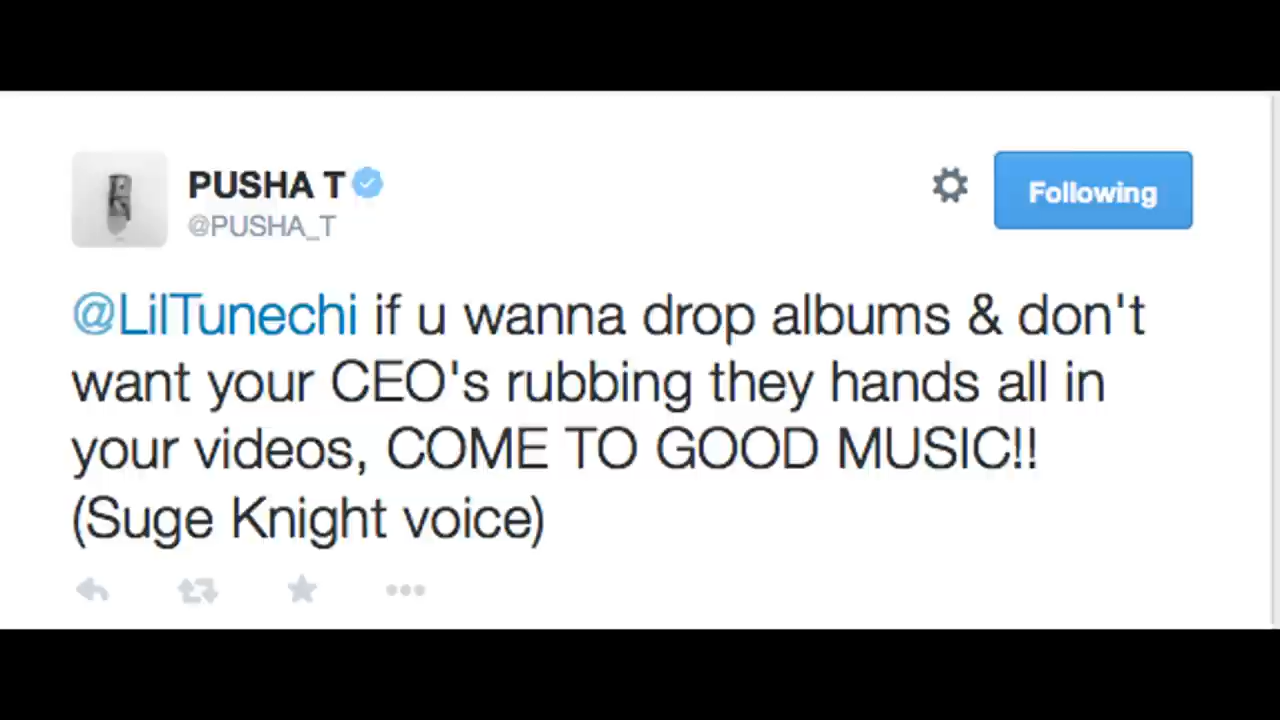 PUSHA T
@PUSHA_T
Following
@LilTunechi if u wanna drop albums & don't
want your CEO's rubbing they hands all in
your videos, COME TO GOOD MUSIC!!
(Suge Knight voice)